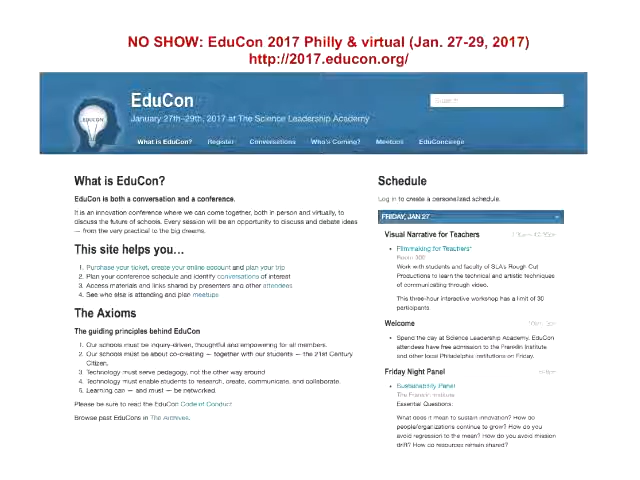 NO SHOW: EduCon 2017 Philly & virtual (Jan. 27-29, 2017)
http://2017.educon.org/
EDUCON
EduCon
January 27th–29th, 2017 at The Science Leadership Academy
Search
What is EduCon?
Register
Conversations
Who's Coming?
Meetups
EduConcierge
What is EduCon?
EduCon is both a conversation and a conference.
It is an innovation conference where we can come together, both in person and virtually, to
discuss the future of schools. Every session will be an opportunity to discuss and debate ideas
— from the very practical to the big dreams.
This site helps you…
1. Purchase your ticket, create your online account and plan your trip
2. Plan your conference schedule and identify conversations of interest
3. Access materials and links shared by presenters and other attendees
4. See who else is attending and plan meetups
The Axioms
The guiding principles behind EduCon
1. Our schools must be inquiry-driven, thoughtful and empowering for all members.
2. Our schools must be about co-creating — together with our students — the 21st Century
Citizen.
3. Technology must serve pedagogy, not the other way around
4. Technology must enable students to research, create, communicate, and collaborate.
5. Learning can — and must — be networked.
Please be sure to read the EduCon Code of Conduct
Browse past EduCons in The Archives.
Schedule
Log in to create a personalized schedule.
FRIDAY, JAN 27
Visual Narrative for Teachers
• Filmmaking for Teachers*
Room 300
Work with students and faculty of SLA's Rough Cut
Productions to learn the technical and artistic techniques
of communicating through video.
This three-hour interactive workshop has a limit of 30
participants
Welcome
• Spend the day at Science Leadership Academy. EduCon
attendees have free admission to the Franklin Institute
and other local Philadelphia institutions on Friday.
Friday Night Panel
• Sustainability Panel
The Franklin Institute
Essential Questions:
What does it mean to sustain innovation? How do
people/organizations continue to grow? How do you
avoid regression to the mean? How do you avoid mission
drift? How do resources remain shared?